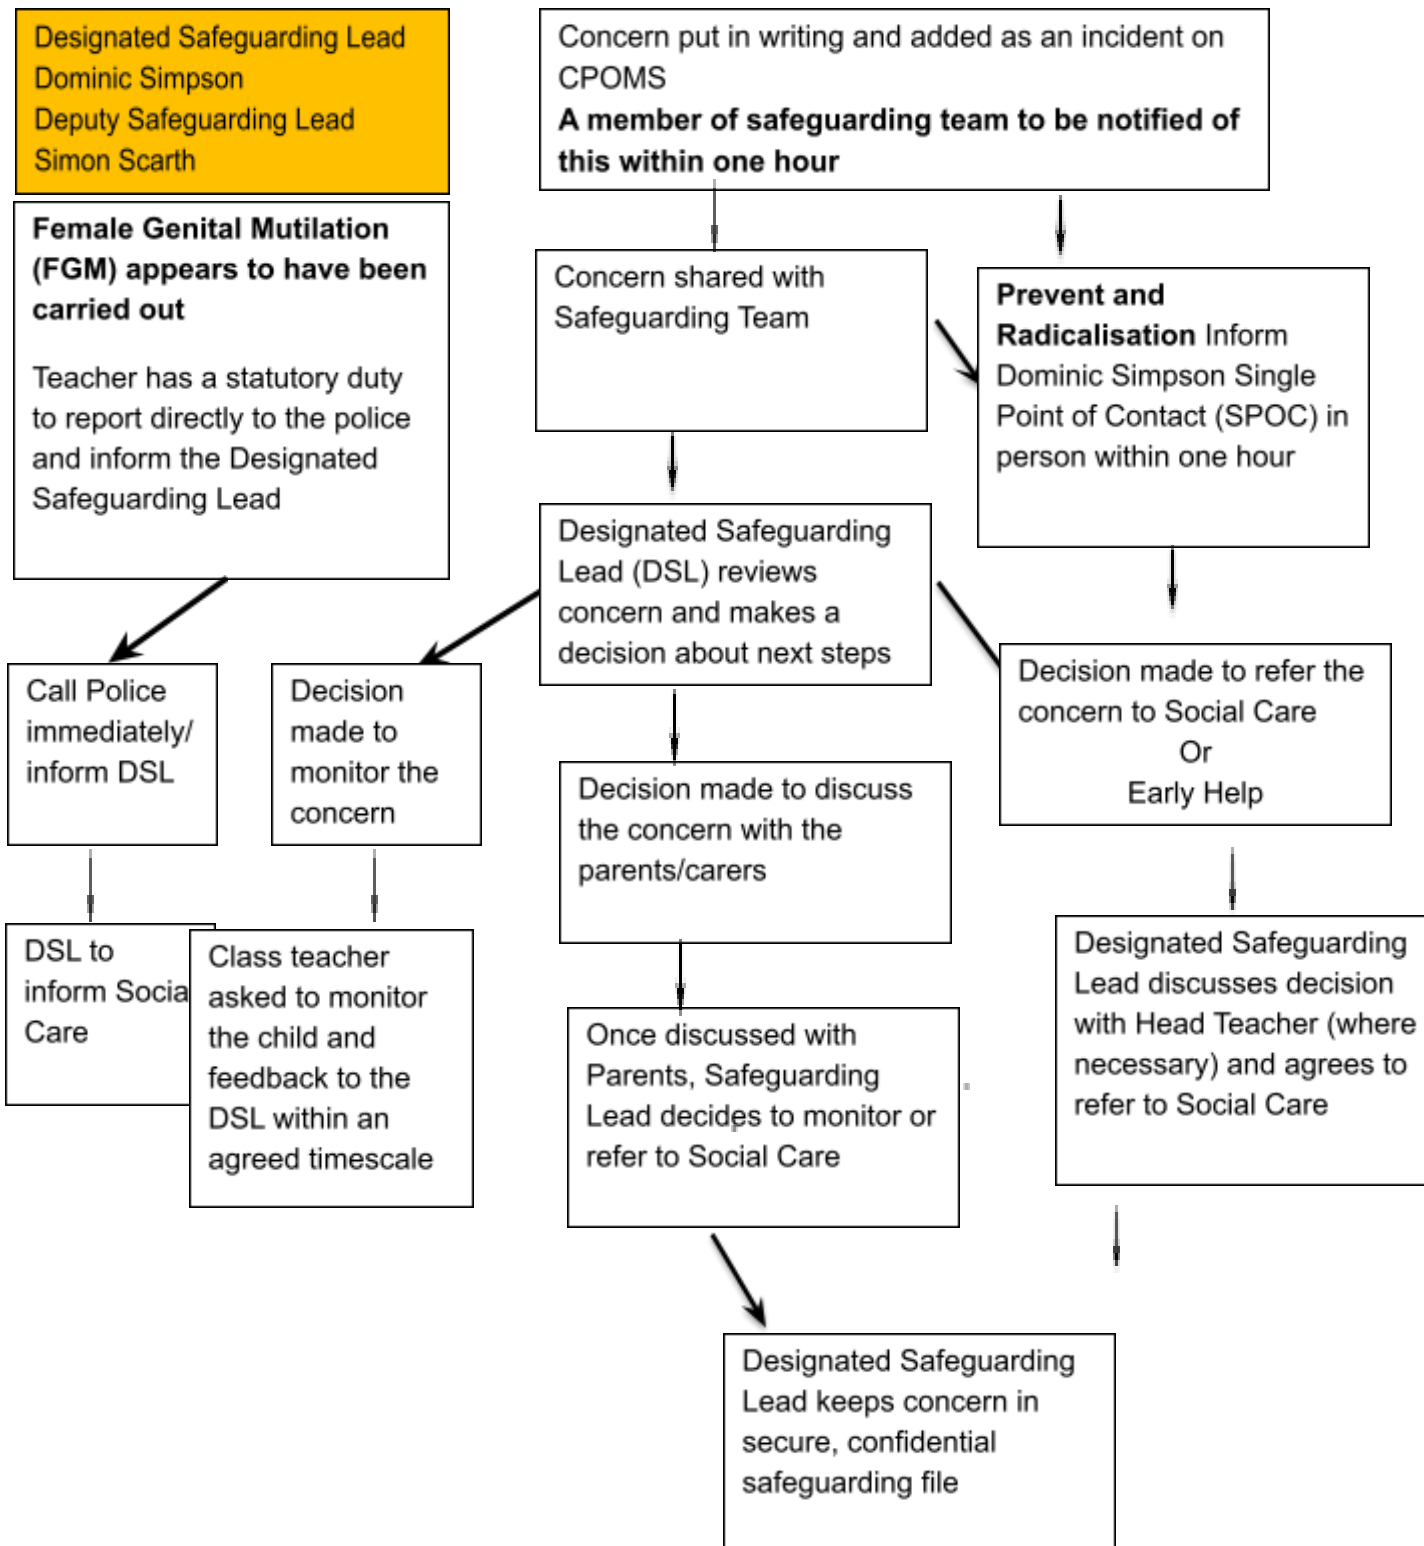 Designated Safeguarding Lead
Dominic Simpson
Deputy Safeguarding Lead
Simon Scarth
Concern put in writing and added as an incident on
CPOMS
A member of safeguarding team to be notified of
this within one hour
Female Genital Mutilation
(FGM) appears to have been
carried out
Teacher has a statutory duty
to report directly to the police
and inform the Designated
Safeguarding Lead
Concern shared with
Safeguarding Team
Prevent and
Radicalisation Inform
Dominic Simpson Single
Point of Contact (SPOC) in
person within one hour
Designated Safeguarding
Lead (DSL) reviews
concern and makes a
decision about next steps
Call Police
immediately/
inform DSL
Decision
made to
monitor the
concern
Decision made to discuss
the concern with the
parents/carers
Decision made to refer the
concern to Social Care
Or
Early Help
DSL to
inform Social
Care
Class teacher
asked to monitor
the child and
feedback to the
DSL within an
agreed timescale
Once discussed with
Parents, Safeguarding
Lead decides to monitor or
refer to Social Care
Designated Safeguarding
Lead discusses decision
with Head Teacher (where
necessary) and agrees to
refer to Social Care
Designated Safeguarding
Lead keeps concern in
secure, confidential
safeguarding file